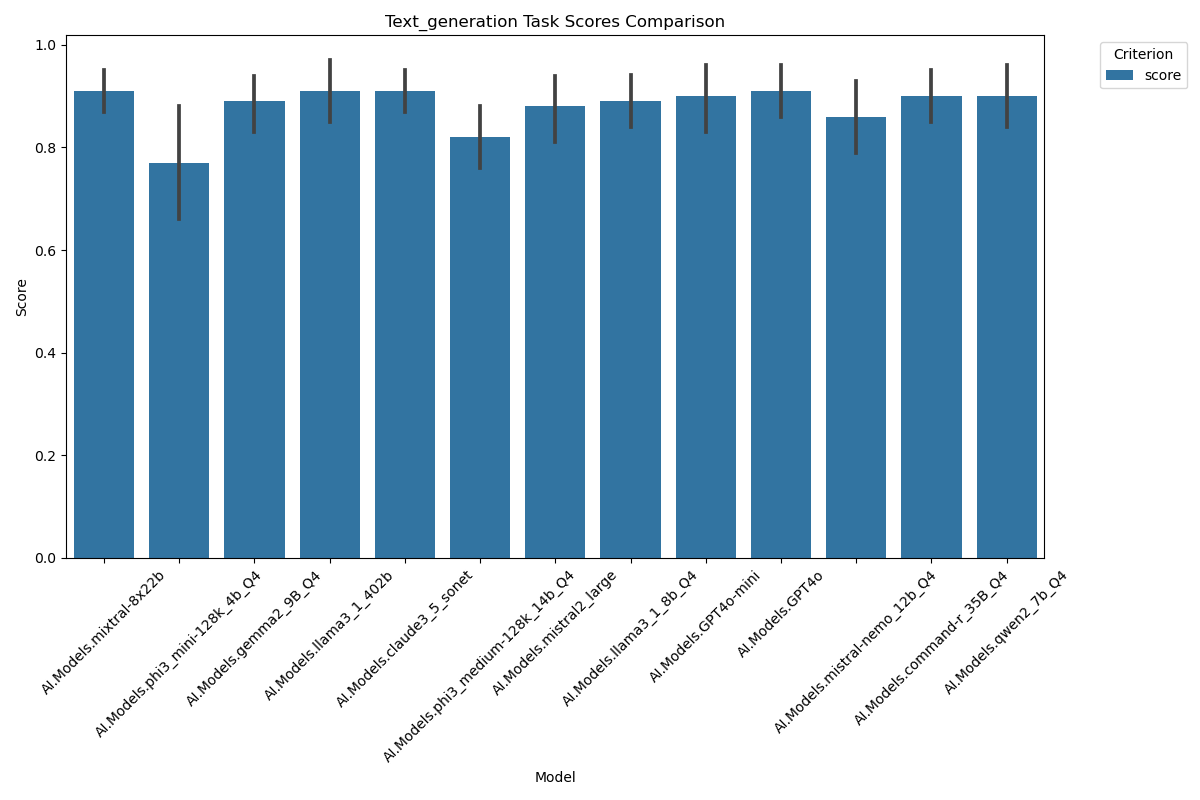 Text_generation Task Scores Comparison
Criterion
score
1.0
0.8
0.6
0.4
0.2
0.0
Score
AI.Models.mixtral-8x22b
AI.Models.phi3_mini-128k_4b_Q4
AI.Models.gemma2_9B_Q4
AI.Models.llama3_1_402b
AI.Models.claude3_5_sonet
AI.Models.phi3_medium-128k_14b_Q4
AI.Models.mistral2_large
AI.Models.llama3_1_8b_Q4
AI.Models.GPT4o-mini
AI.Models.GPT4o
AI.Models.mistral-nemo_12b_Q4
AI.Models.command-r_35B_Q4
AI.Models.qwen2_7b_Q4
Model